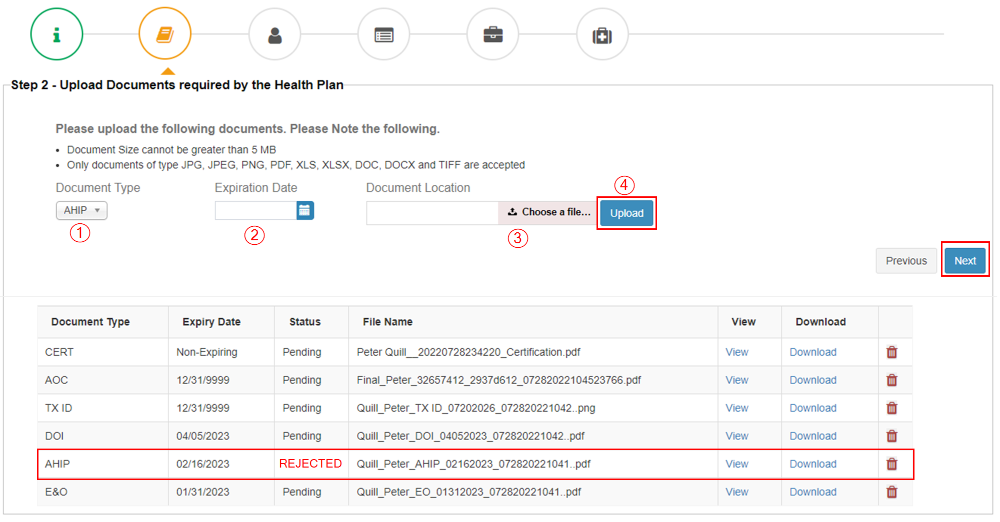 Step 2 - Upload Documents required by the Health Plan
Please upload the following documents. Please Note the following.
• Document Size cannot be greater than 5 MB
• Only documents of type JPG, JPEG, PNG, PDF, XLS, XLSX, DOC, DOCX and TIFF are accepted
Document Type Expiration Date Document Location 4
AHIP Choose a file... Upload
1 2 3
Previous Next
Document Type Expiry Date Status File Name View Download
CERT Non-Expiring Pending Peter Quill__20220728234220_Certification.pdf View Download
AOC 12/31/9999 Pending Final_Peter_32657412_2937d612_07282022104523766.pdf View Download
TX ID 12/31/9999 Pending Quill_Peter_TX ID_07202026_072820221042..png View Download
DOI 04/05/2023 Pending Quill_Peter_DOI_04052023_072820221042..pdf View Download
AHIP 02/16/2023 REJECTED Quill_Peter_AHIP_02162023_072820221041..pdf View Download
E&O 01/31/2023 Pending Quill_Peter_EO_01312023_072820221041..pdf View Download